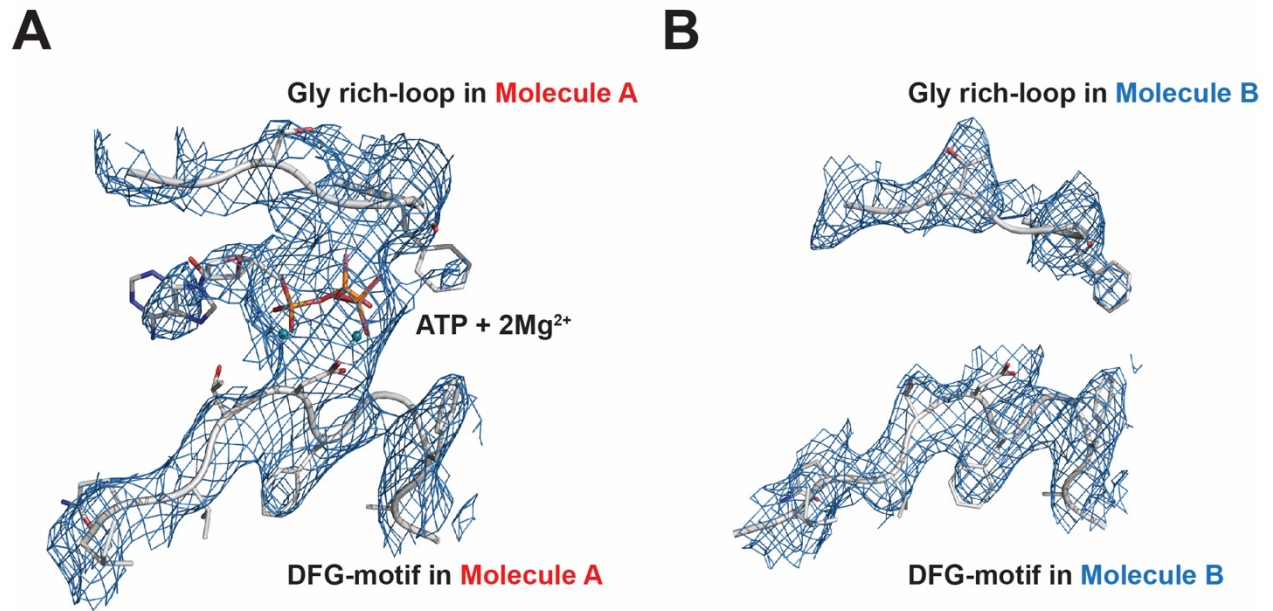 A
B
Gly rich-loop in Molecule A
Gly rich-loop in Molecule B
ATP + 2Mg²⁺
DFG-motif in Molecule A
DFG-motif in Molecule B